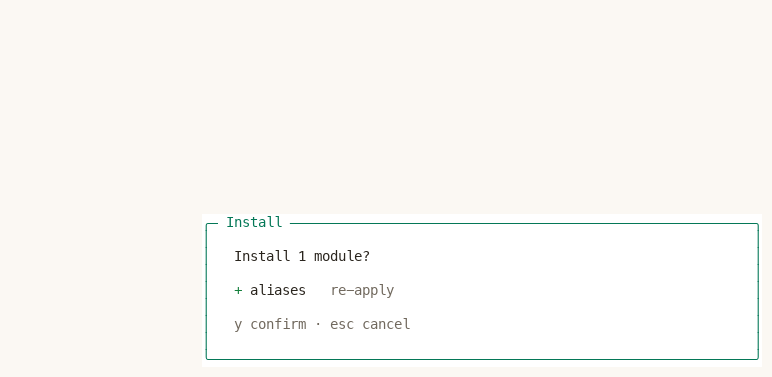 Install
Install 1 module?
+ aliases re–apply
y confirm · esc cancel